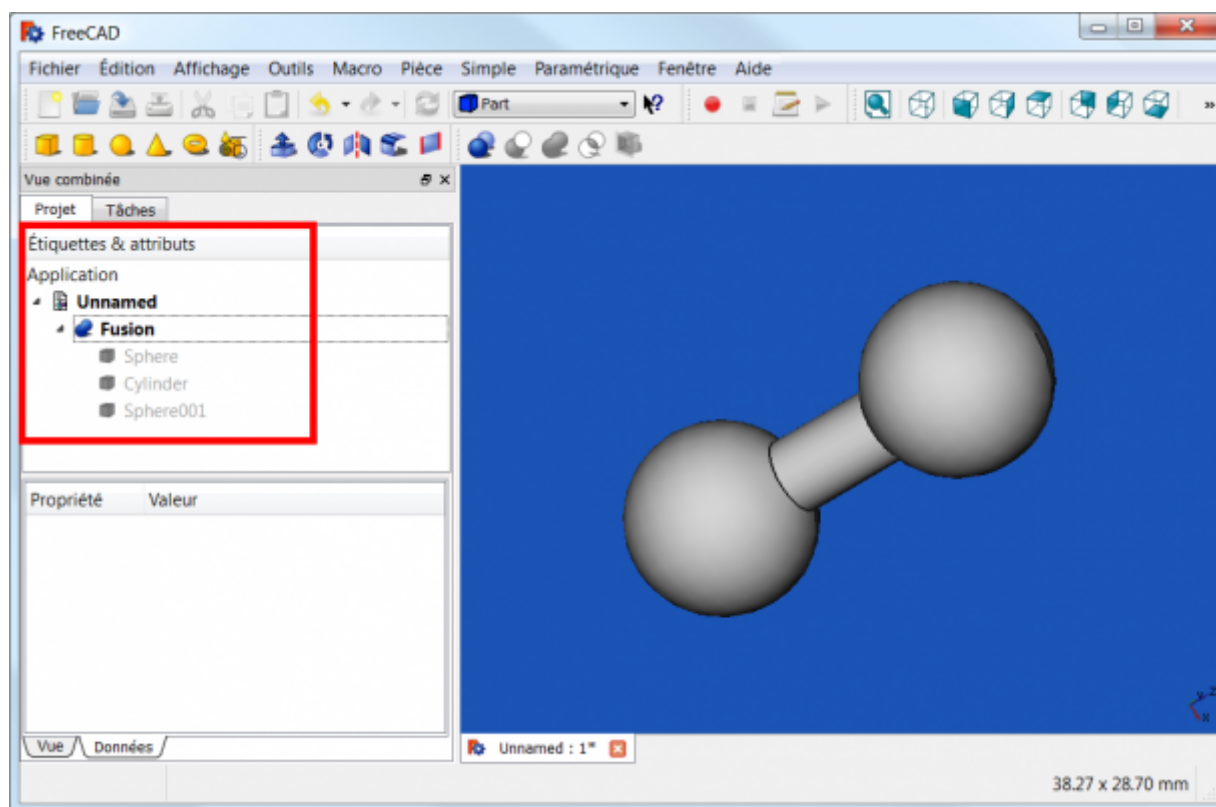 FreeCAD
Fichier Édition Affichage Outils Macro Pièce Simple Paramétrique Fenêtre Aide
Part
Vue combinée
Projet Tâches
Étiquettes & attributs
Application
Unnamed
Fusion
Sphere
Cylinder
Sphere001
Propriété Valeur
Vue Données
Unnamed : 1*
38.27 x 28.70 mm